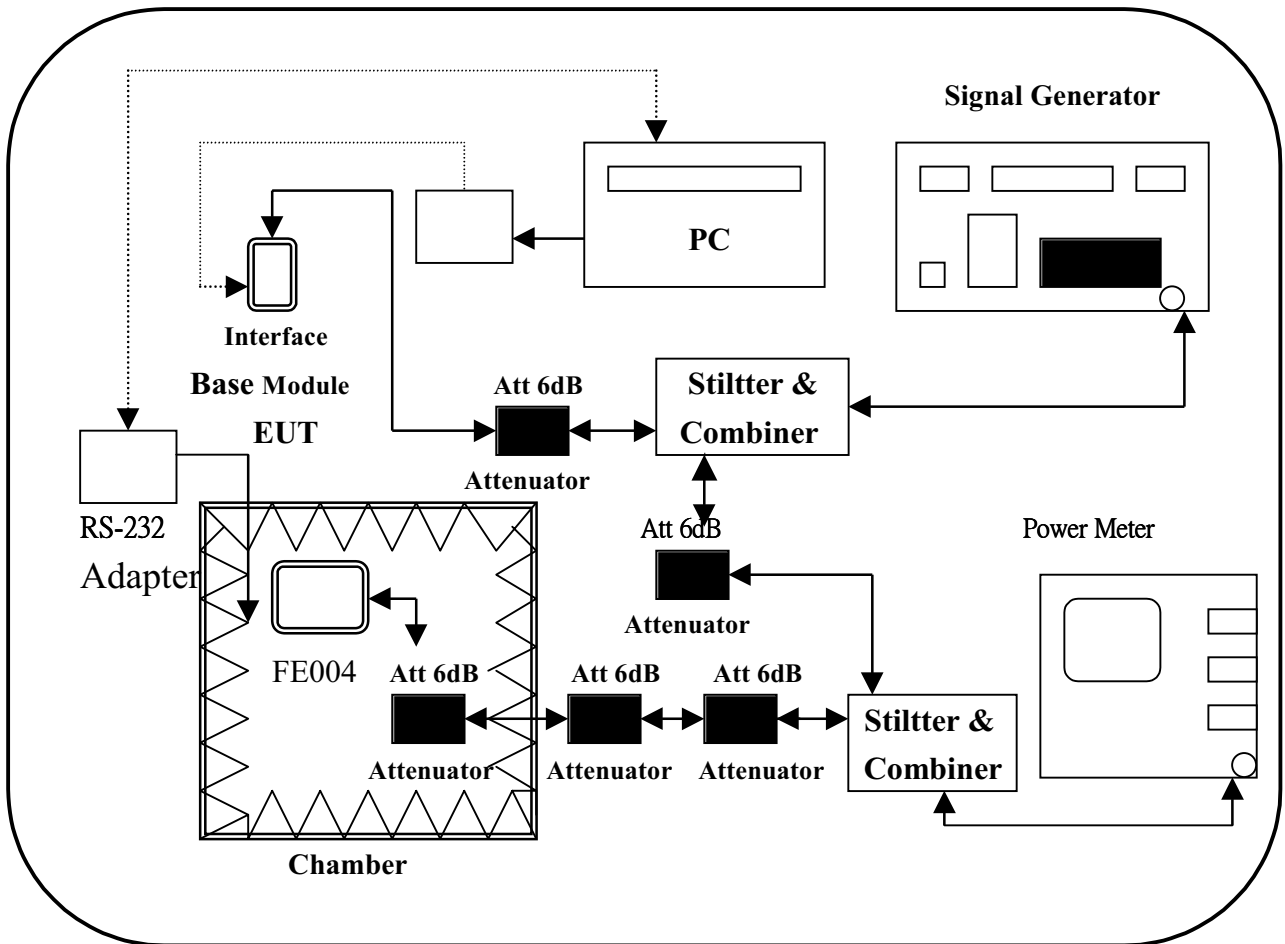 Signal Generator
PC
Interface
Base Module
EUT
Att 6dB
Attenuator
Stiltter &
Combiner
RS-232
Adapter
Att 6dB
Attenuator
Power Meter
FE004
Att 6dB
Attenuator
Att 6dB
Attenuator
Att 6dB
Attenuator
Stiltter &
Combiner
Chamber